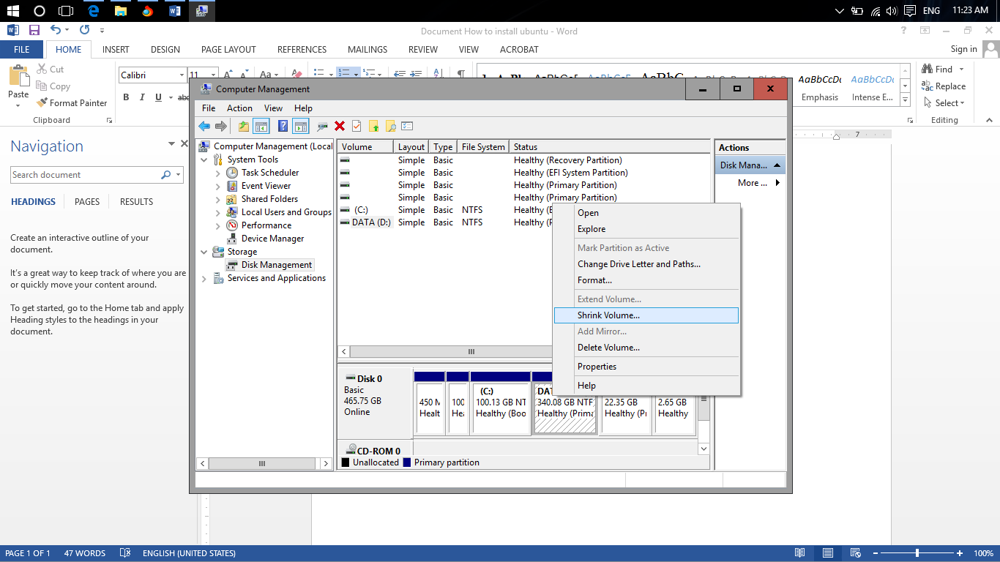 ENG 11:23 AM
Document How to install ubuntu - Word
FILE HOME INSERT DESIGN PAGE LAYOUT REFERENCES MAILINGS REVIEW VIEW ACROBAT Sign in
Cut
Copy
Format Painter
Paste
Clipboard
Calibri 11
AaBbCcDc AaBbCcDc
Emphasis Intense E...
Find
Replace
Select
Editing
Navigation
Search document
HEADINGS PAGES RESULTS
Create an interactive outline of your
document.
It's a great way to keep track of where you are
or quickly move your content around.
To get started, go to the Home tab and apply
Heading styles to the headings in your
document.
7
Computer Management
File Action View Help
Computer Management (Local
System Tools
Task Scheduler
Event Viewer
Shared Folders
Local Users and Groups
Performance
Device Manager
Storage
Disk Management
Services and Applications
Volume Layout Type File System Status
Simple Basic Healthy (Recovery Partition)
Simple Basic Healthy (EFI System Partition)
Simple Basic Healthy (Primary Partition)
Simple Basic Healthy (Primary Partition)
(C:) Simple Basic NTFS Healthy (
DATA (D:) Simple Basic NTFS Healthy (
Actions
Disk Mana...
More ...
Open
Explore
Mark Partition as Active
Change Drive Letter and Paths...
Format...
Extend Volume...
Shrink Volume...
Add Mirror...
Delete Volume...
Properties
Help
Disk 0
Basic
465.75 GB
Online
450 M
Healt
100
Hea
(C:)
100.13 GB NT
Healthy (Boo
DAT
340.08 GB NTF
Healthy (Prima
22.35 GB
Healthy (Pr
2.65 GB
Healthy
CD-ROM 0
Unallocated Primary partition
PAGE 1 OF 1 47 WORDS ENGLISH (UNITED STATES) 100%